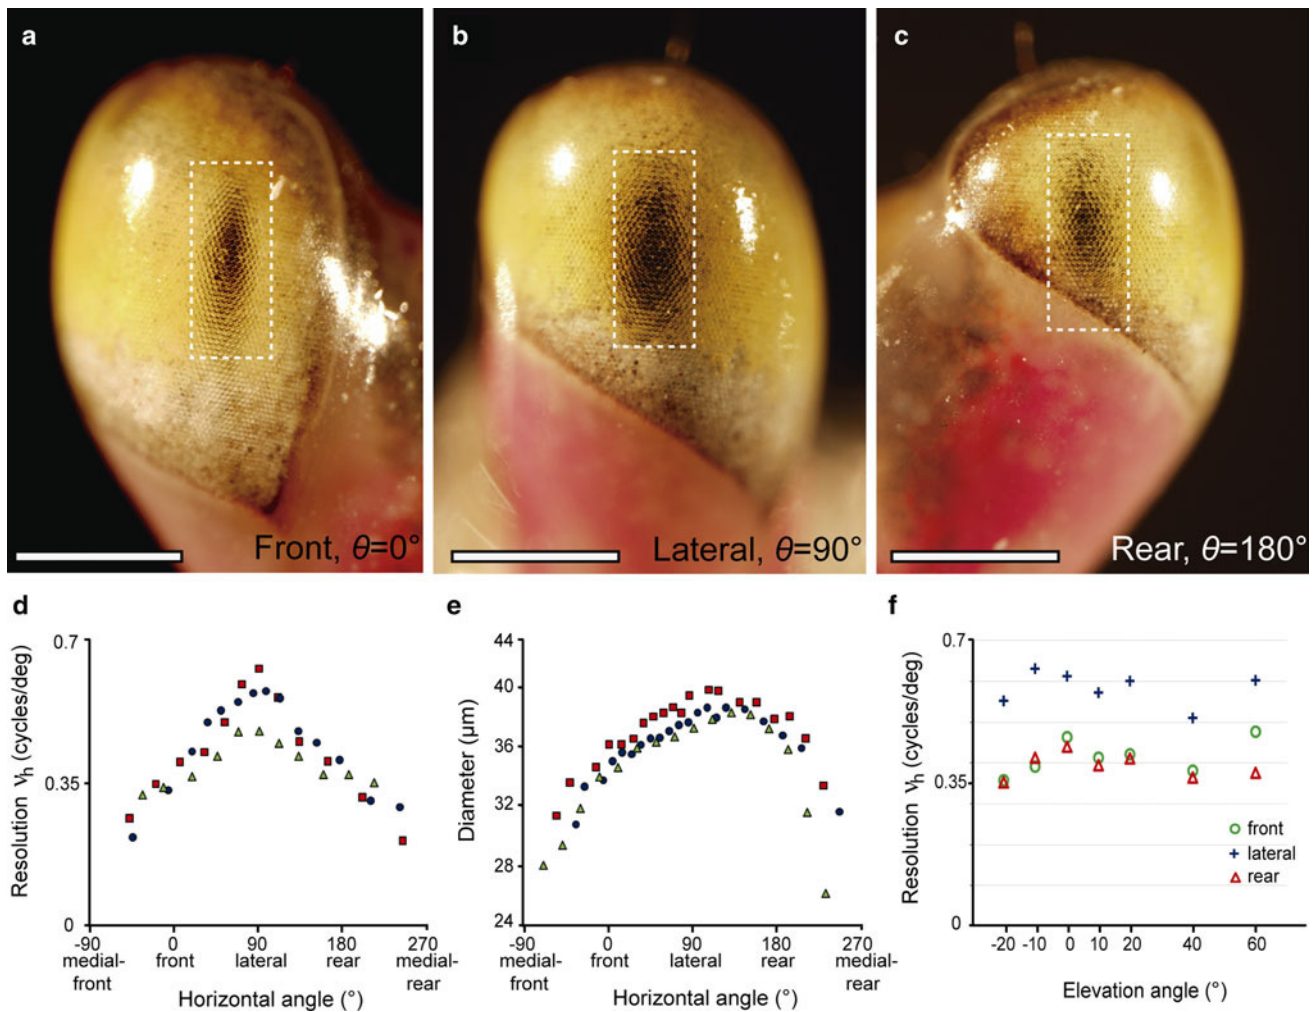 a
b
c
Front, θ=0°
Lateral, θ=90°
Rear, θ=180°
d
Resolution νh (cycles/deg)
0.7
0.35
0
-90 0 90 180 270
medial-front front lateral rear medial-rear
Horizontal angle (°)
e
Diameter (μm)
44
40
36
32
28
24
-90 0 90 180 270
medial-front front lateral rear medial-rear
Horizontal angle (°)
f
Resolution νh (cycles/deg)
0.7
0.35
0
front
lateral
rear
-20 -10 0 10 20 40 60
Elevation angle (°)